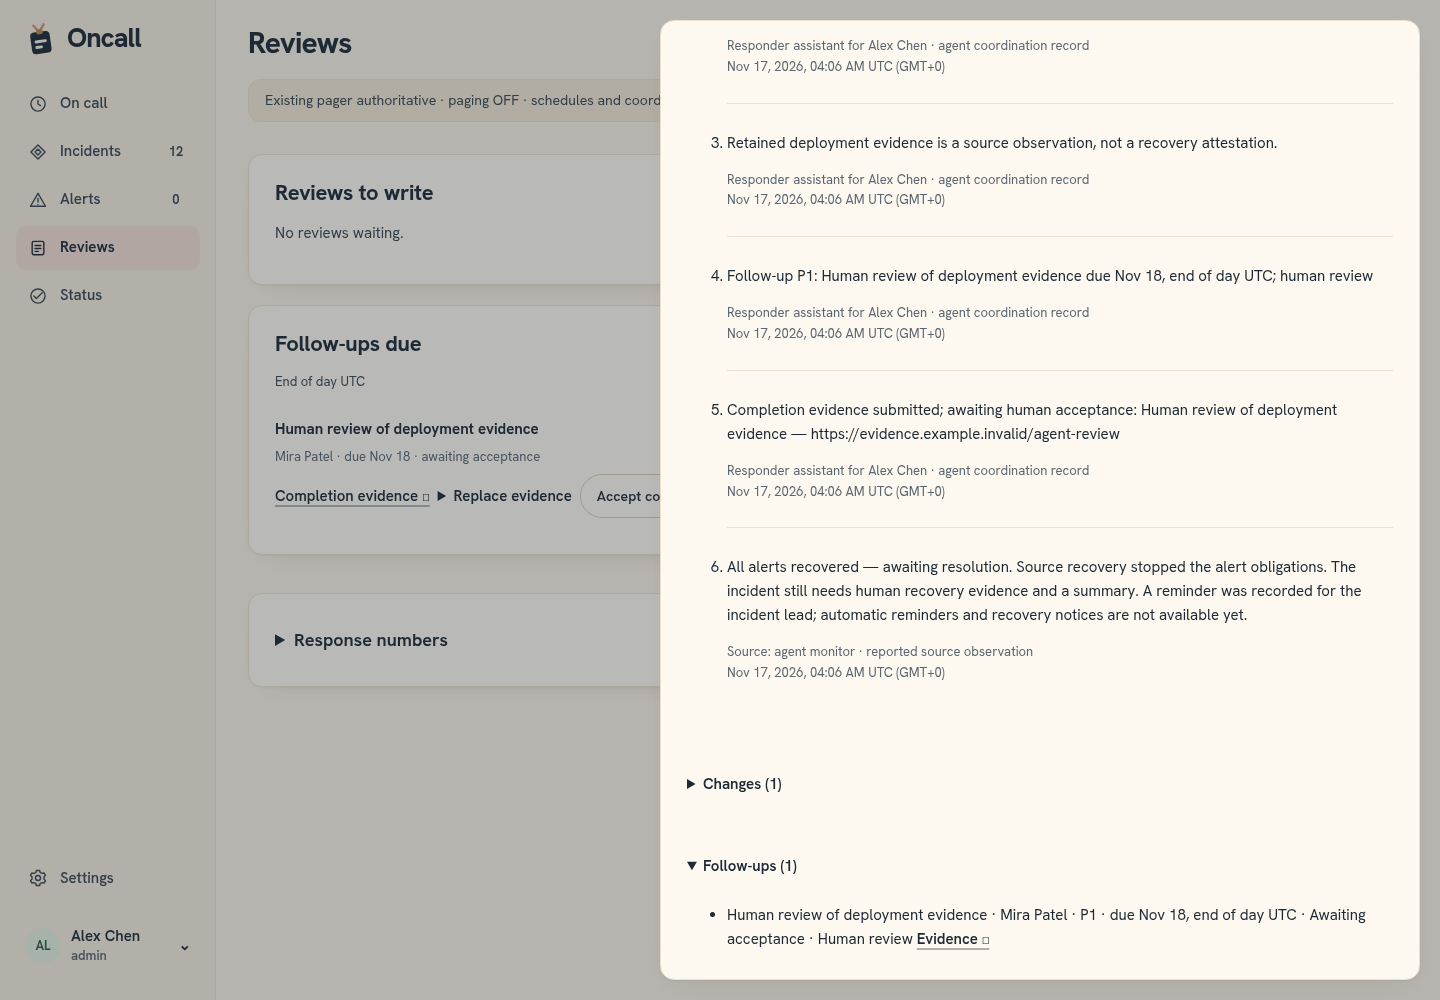 Oncall
On call
Incidents 12
Alerts 0
Reviews
Status
Settings
AL
Alex Chen
admin
Reviews
Existing pager authoritative · paging OFF · schedules and coord
Reviews to write
No reviews waiting.
Follow-ups due
End of day UTC
Human review of deployment evidence
Mira Patel · due Nov 18 · awaiting acceptance
Completion evidence Replace evidence Accept co
Response numbers
Responder assistant for Alex Chen · agent coordination record
Nov 17, 2026, 04:06 AM UTC (GMT+0)
3. Retained deployment evidence is a source observation, not a recovery attestation.
Responder assistant for Alex Chen · agent coordination record
Nov 17, 2026, 04:06 AM UTC (GMT+0)
4. Follow-up P1: Human review of deployment evidence due Nov 18, end of day UTC; human review
Responder assistant for Alex Chen · agent coordination record
Nov 17, 2026, 04:06 AM UTC (GMT+0)
5. Completion evidence submitted; awaiting human acceptance: Human review of deployment
evidence — https://evidence.example.invalid/agent-review
Responder assistant for Alex Chen · agent coordination record
Nov 17, 2026, 04:06 AM UTC (GMT+0)
6. All alerts recovered — awaiting resolution. Source recovery stopped the alert obligations. The
incident still needs human recovery evidence and a summary. A reminder was recorded for the
incident lead; automatic reminders and recovery notices are not available yet.
Source: agent monitor · reported source observation
Nov 17, 2026, 04:06 AM UTC (GMT+0)
Changes (1)
Follow-ups (1)
• Human review of deployment evidence · Mira Patel · P1 · due Nov 18, end of day UTC · Awaiting
acceptance · Human review Evidence